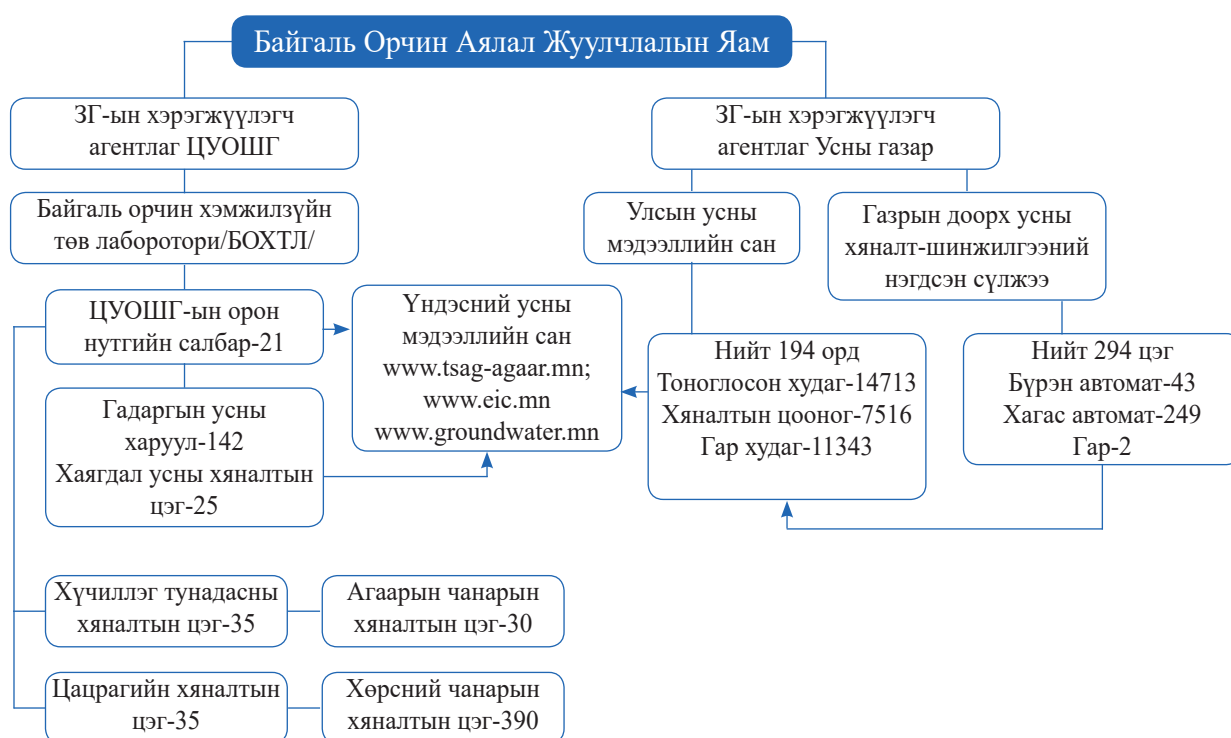 Байгаль Орчин Аялал Жуулчлалын Яам
ЗГ-ын хэрэгжүүлэгч
агентлаг ЦУОШГ
ЗГ-ын хэрэгжүүлэгч
агентлаг Усны газар
Байгаль орчин хэмжилзүйн
төв лаборотори/БОХТЛ/
Улсын усны
мэдээллийн сан
Газрын доорх усны
хяналт-шинжилгээний
нэгдсэн сүлжээ
ЦУОШГ-ын орон
нутгийн салбар-21
Үндэсний усны
мэдээллийн сан
www.tsag-agaar.mn;
www.eic.mn
www.groundwater.mn
Нийт 194 орд
Тоноглосон худаг-14713
Хяналтын цооног-7516
Гар худаг-11343
Нийт 294 цэг
Бүрэн автомат-43
Хагас автомат-249
Гар-2
Гадаргын усны
харуул-142
Хаягдал усны хяналтын
цэг-25
Хүчиллэг тунадасны
хяналтын цэг-35
Агаарын чанарын
хяналтын цэг-30
Цацрагийн хяналтын
цэг-35
Хөрсний чанарын
хяналтын цэг-390